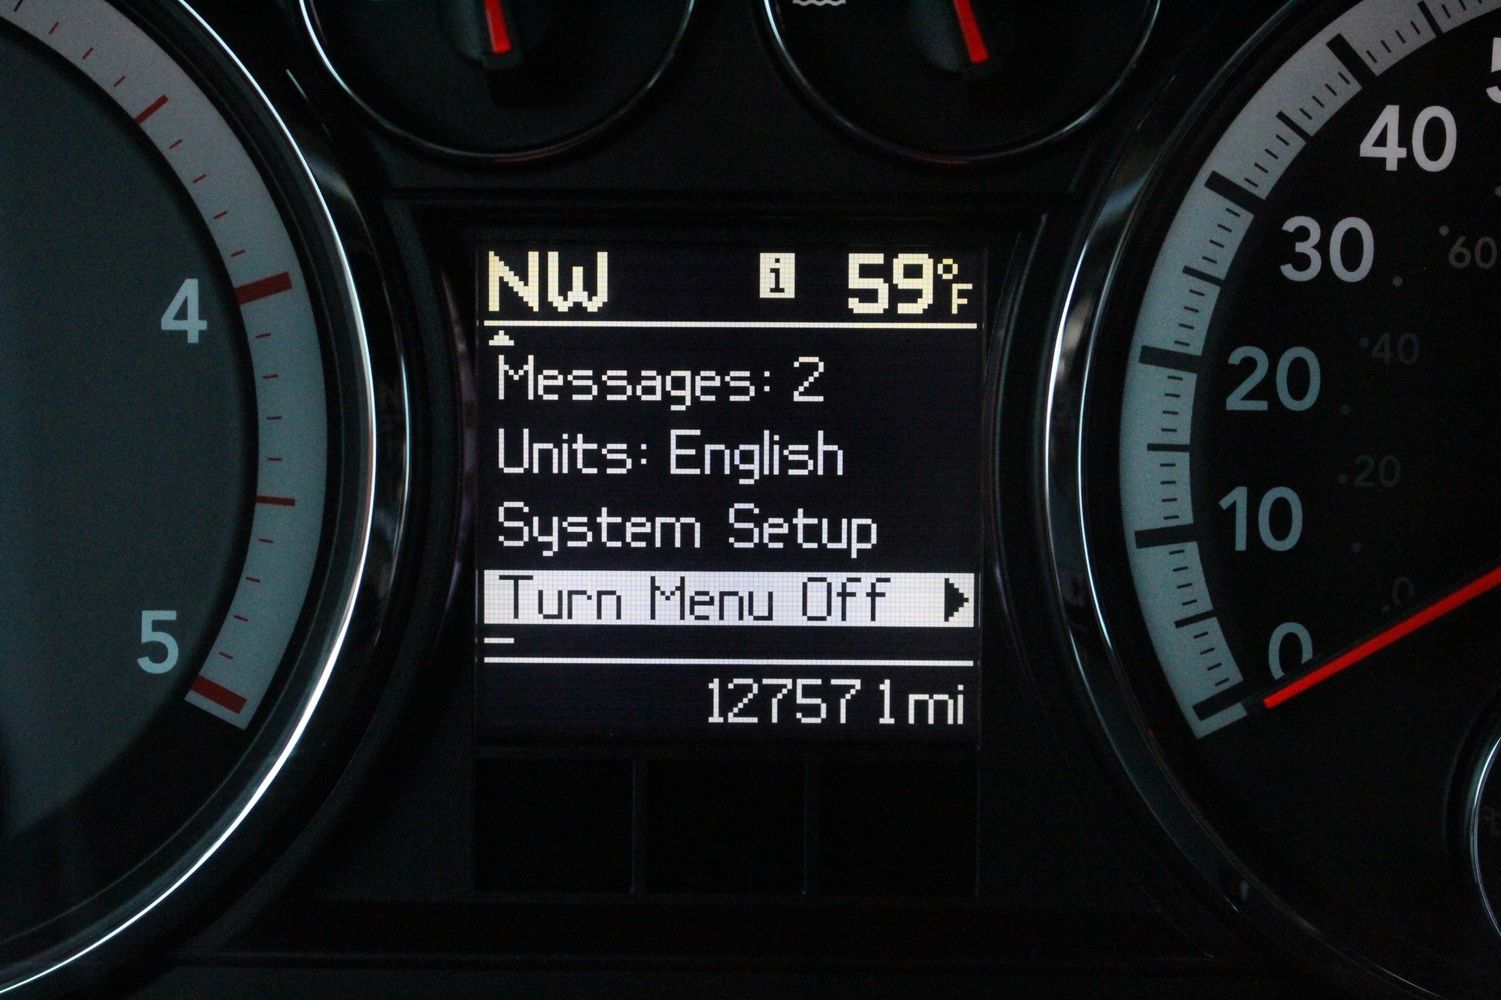 NW i 59°F
Messages: 2
Units: English
System Setup
Turn Menu Off
127571mi
4
5
40
30
20
10
0
60
40
20
0